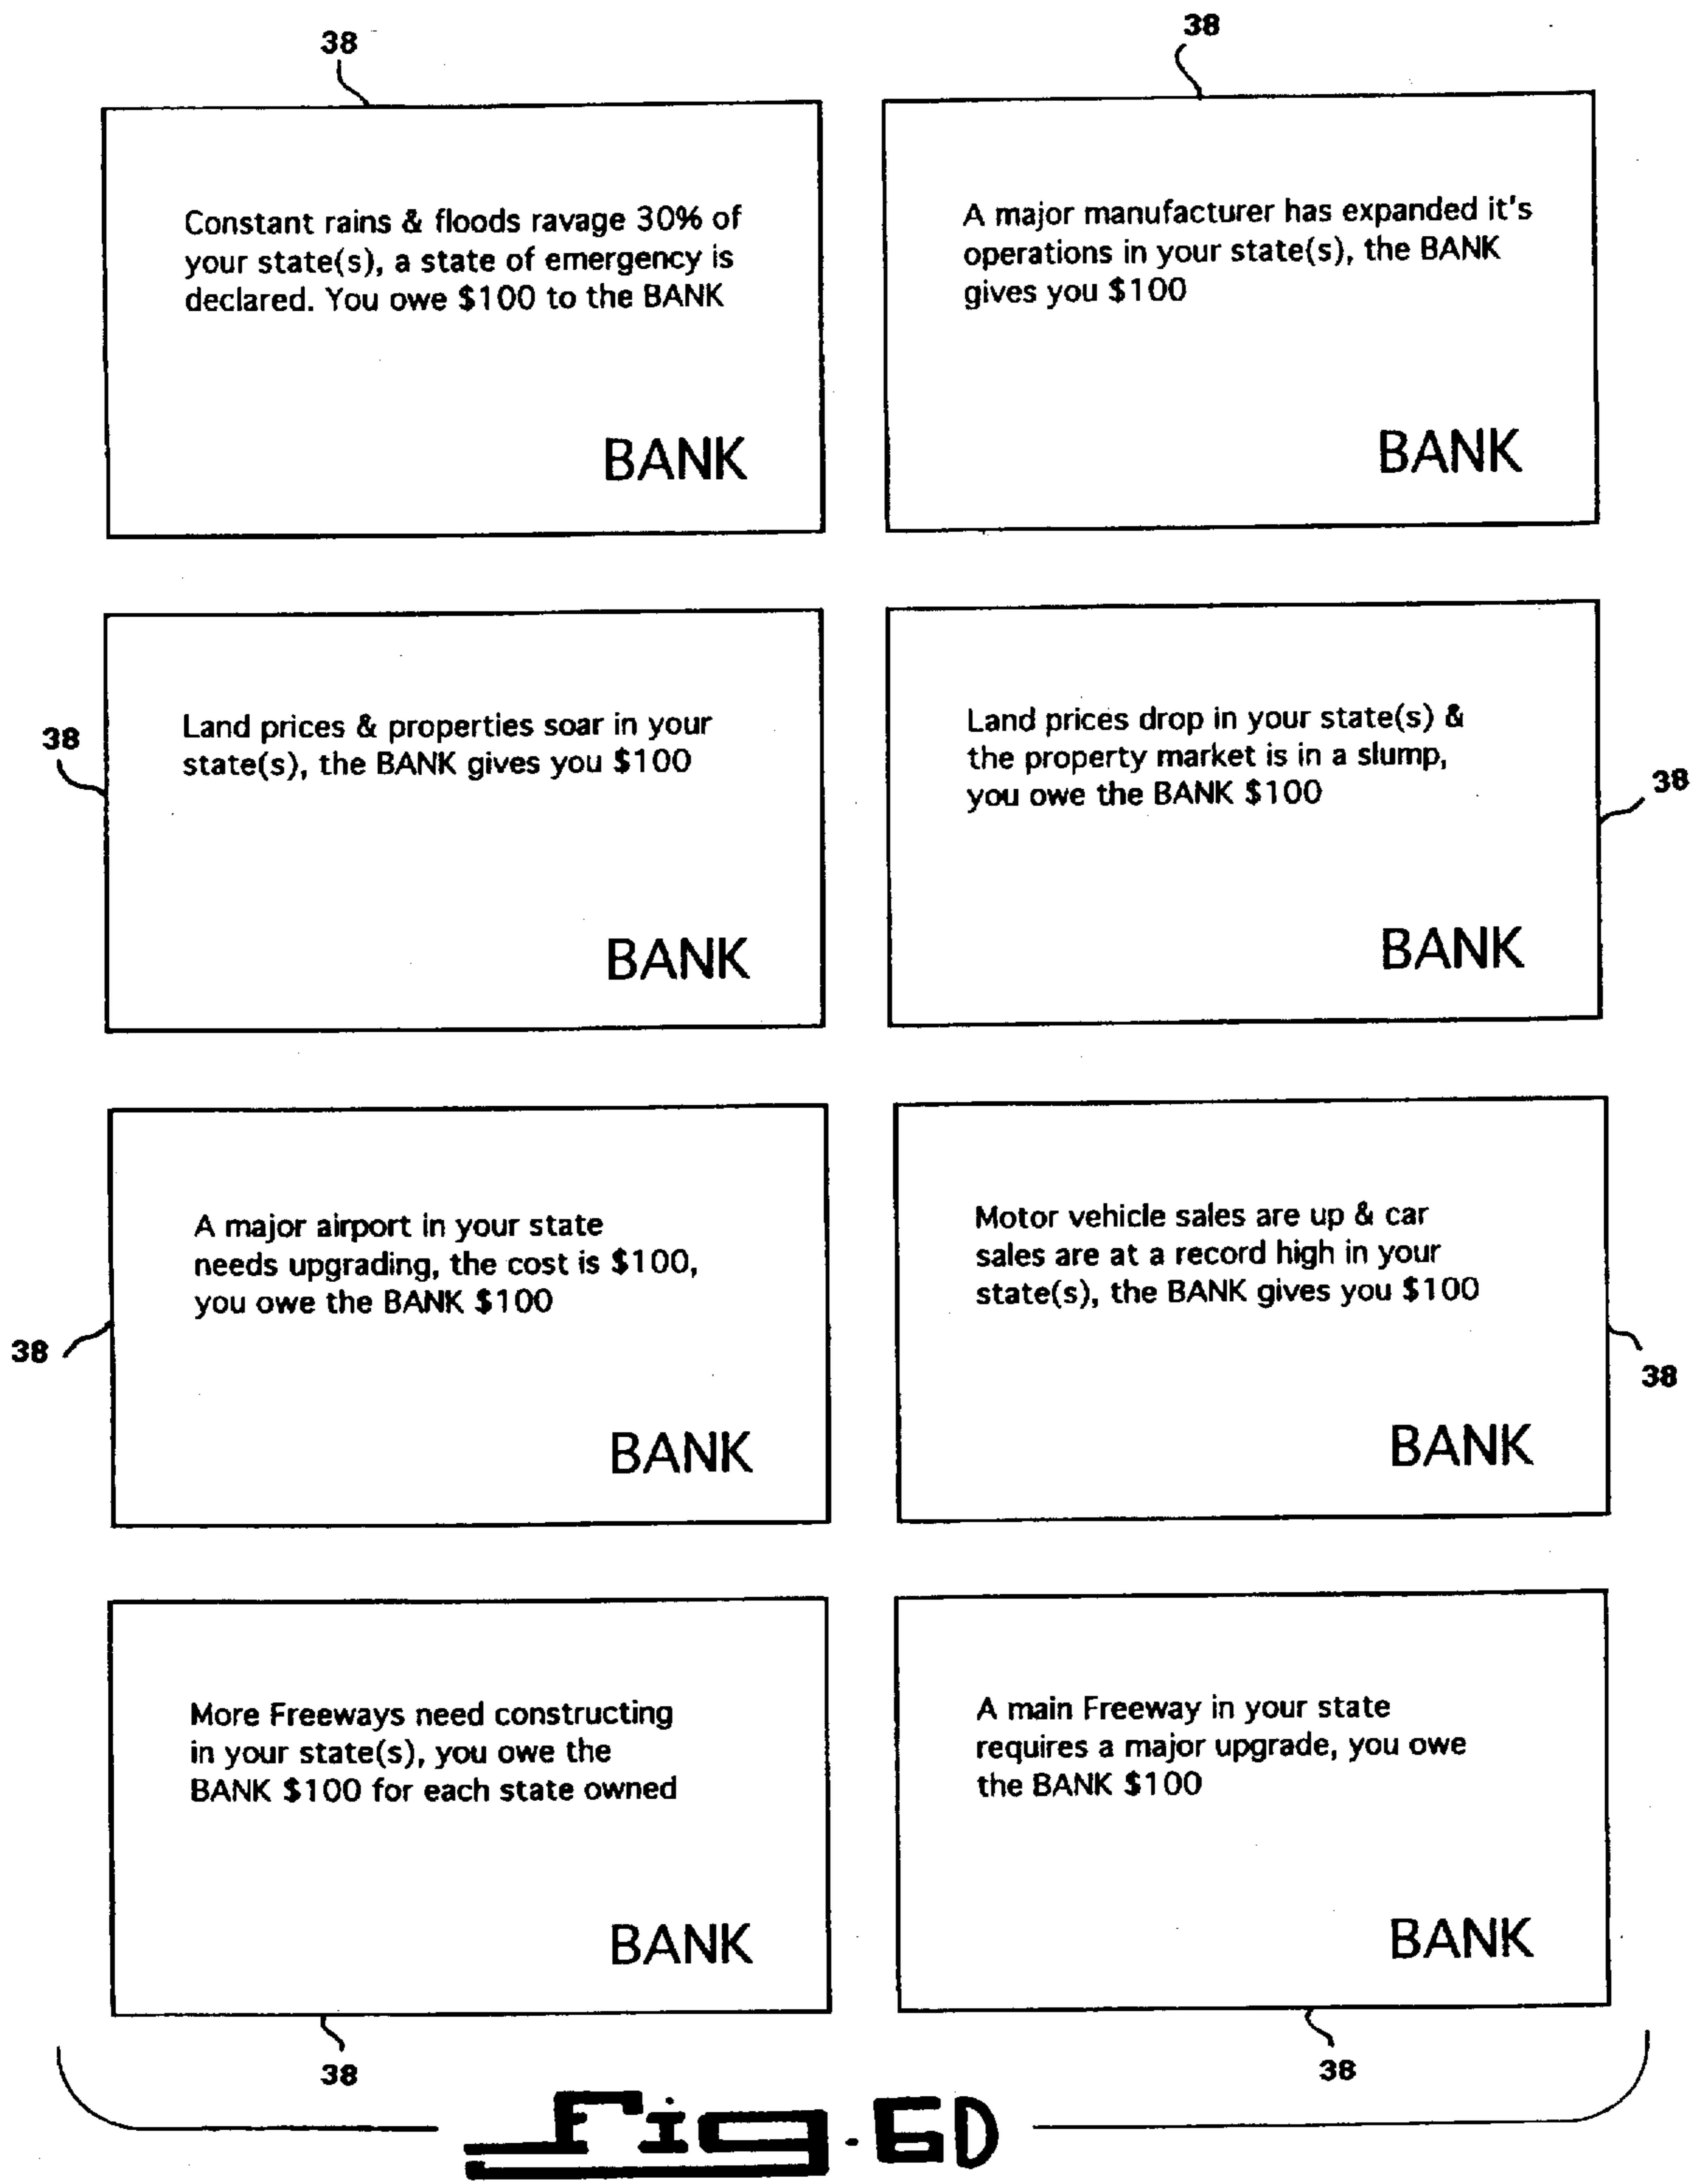 38
38
Constant rains & floods ravage 30% of
your state(s), a state of emergency is
declared. You owe $100 to the BANK
BANK
A major manufacturer has expanded it's
operations in your state(s), the BANK
gives you $100
BANK
38
Land prices & properties soar in your
state(s), the BANK gives you $100
BANK
Land prices drop in your state(s) &
the property market is in a slump,
you owe the BANK $100
BANK
38
A major airport in your state
needs upgrading, the cost is $100,
you owe the BANK $100
BANK
38
Motor vehicle sales are up & car
sales are at a record high in your
state(s), the BANK gives you $100
BANK
38
More Freeways need constructing
in your state(s), you owe the
BANK $100 for each state owned
BANK
38
A main Freeway in your state
requires a major upgrade, you owe
the BANK $100
BANK
38
Fig. 6D